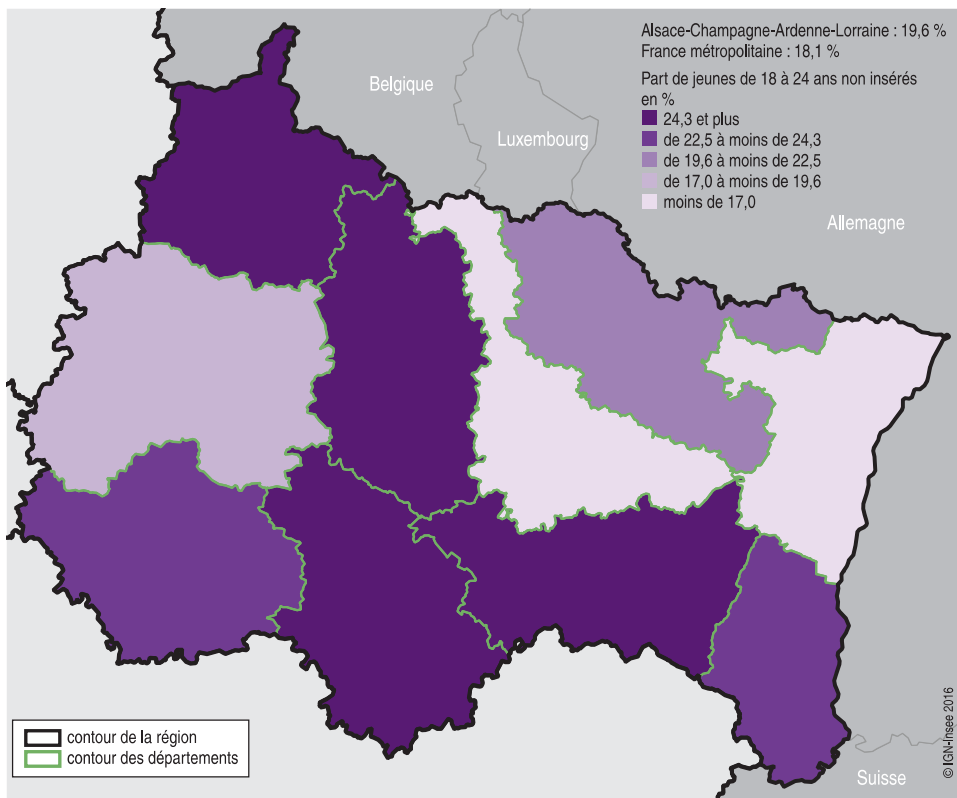 Alsace-Champagne-Ardenne-Lorraine : 19,6 %
France métropolitaine : 18,1 %
Part de jeunes de 18 à 24 ans non insérés
en %
24,3 et plus
de 22,5 à moins de 24,3
de 19,6 à moins de 22,5
de 17,0 à moins de 19,6
moins de 17,0
Belgique
Luxembourg
Allemagne
contour de la région
contour des départements
Suisse
© IGN-Insee 2016